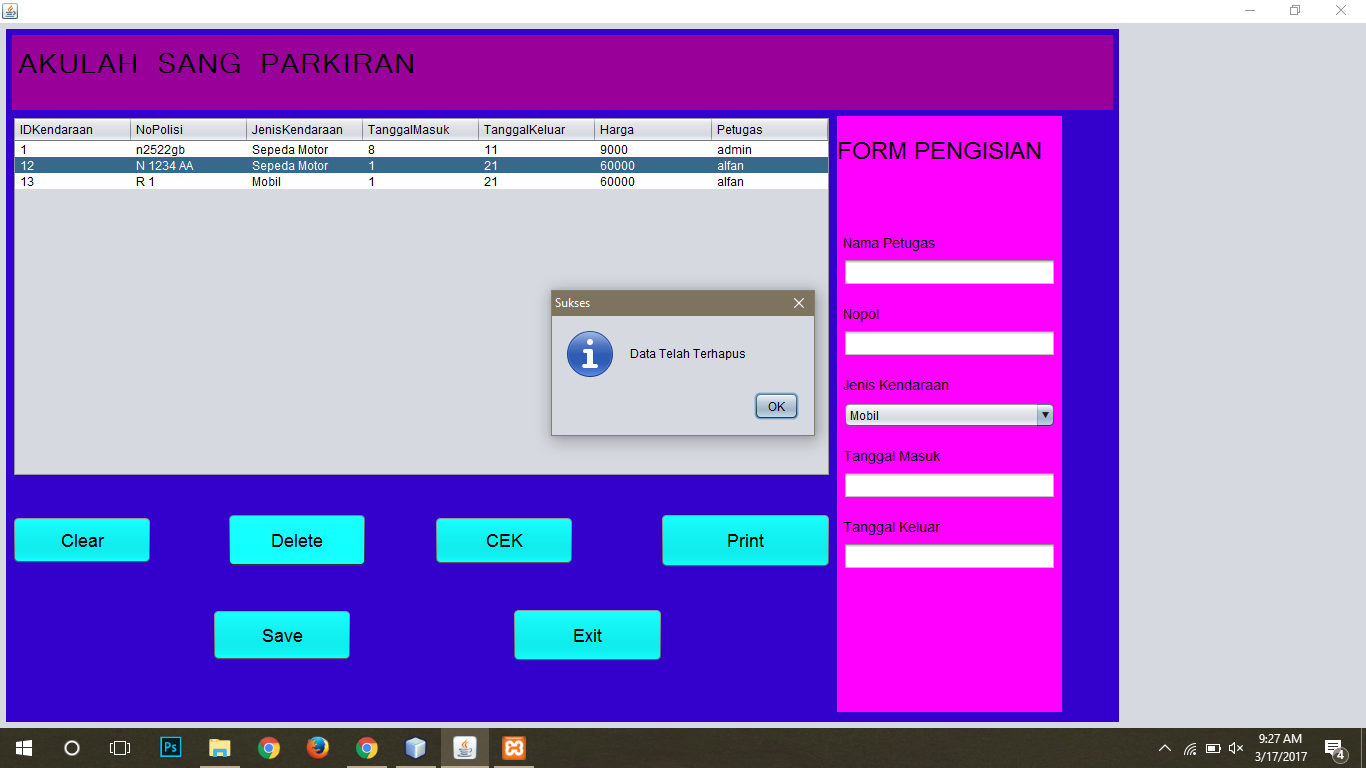 AKULAH SANG PARKIRAN
IDKendaraan NoPolisi JenisKendaraan TanggalMasuk TanggalKeluar Harga Petugas
1 n2522gb Sepeda Motor 8 11 9000 admin
12 N 1234 AA Sepeda Motor 1 21 60000 alfan
13 R 1 Mobil 1 21 60000 alfan
Sukses
Data Telah Terhapus
OK
FORM PENGISIAN
Nama Petugas
Nopol
Jenis Kendaraan
Mobil
Tanggal Masuk
Tanggal Keluar
Clear Delete CEK Print
Save Exit
Ps
9:27 AM
3/17/2017
4